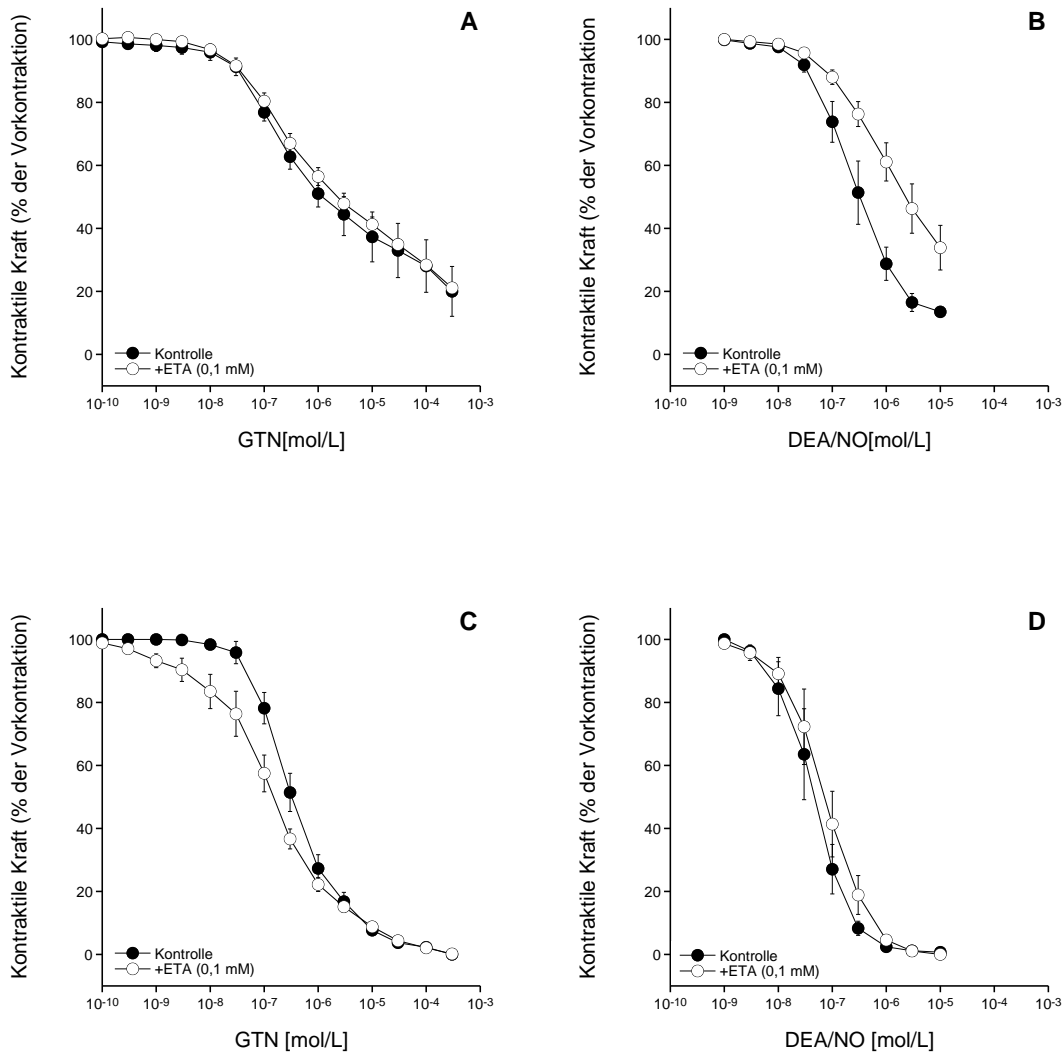 A
Kontraktile Kraft (% der Vorkontraktion)
100
80
60
40
20
0
Kontrolle
+ETA (0,1 mM)
10-10 10-9 10-8 10-7 10-6 10-5 10-4 10-3
GTN[mol/L]
B
Kontraktile Kraft (% der Vorkontraktion
100
80
60
40
20
0
Kontrolle
+ETA (0,1 mM)
10-10 10-9 10-8 10-7 10-6 10-5 10-4 10-3
DEA/NO[mol/L]
C
Kontraktile Kraft (% der Vorkontraktion)
100
80
60
40
20
0
Kontrolle
+ETA (0,1 mM)
10-10 10-9 10-8 10-7 10-6 10-5 10-4 10-3
GTN [mol/L]
D
Kontraktile Kraft (% der Vorkontraktion)
100
80
60
40
20
0
Kontrolle
+ETA (0,1 mM)
10-10 10-9 10-8 10-7 10-6 10-5 10-4 10-3
DEA/NO [mol/L]